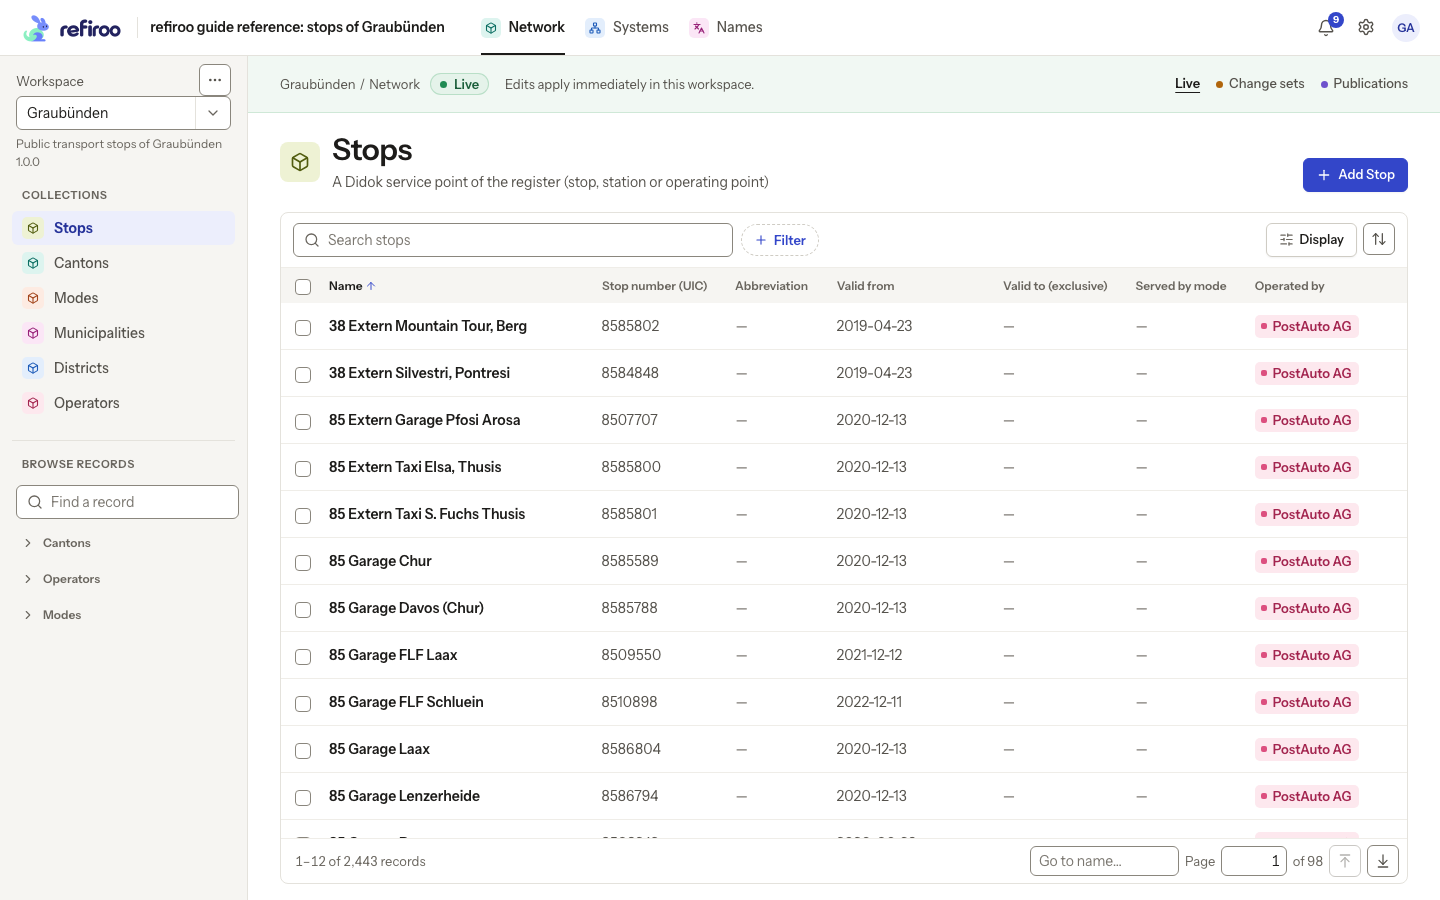 refiroo
refiroo guide reference: stops of Graubünden
Network
Systems
Names
9
GA
Workspace
Graubünden
Public transport stops of Graubünden
1.0.0
COLLECTIONS
Stops
Cantons
Modes
Municipalities
Districts
Operators
BROWSE RECORDS
Find a record
Cantons
Operators
Modes
Graubünden / Network Live Edits apply immediately in this workspace.
Live Change sets Publications
Stops
A Didok service point of the register (stop, station or operating point)
+ Add Stop
Search stops
+ Filter
Display
Name ↑ Stop number (UIC) Abbreviation Valid from Valid to (exclusive) Served by mode Operated by
38 Extern Mountain Tour, Berg 8585802 — 2019-04-23 — — PostAuto AG
38 Extern Silvestri, Pontresi 8584848 — 2019-04-23 — — PostAuto AG
85 Extern Garage Pfosi Arosa 8507707 — 2020-12-13 — — PostAuto AG
85 Extern Taxi Elsa, Thusis 8585800 — 2020-12-13 — — PostAuto AG
85 Extern Taxi S. Fuchs Thusis 8585801 — 2020-12-13 — — PostAuto AG
85 Garage Chur 8585589 — 2020-12-13 — — PostAuto AG
85 Garage Davos (Chur) 8585788 — 2020-12-13 — — PostAuto AG
85 Garage FLF Laax 8509550 — 2021-12-12 — — PostAuto AG
85 Garage FLF Schluein 8510898 — 2022-12-11 — — PostAuto AG
85 Garage Laax 8586804 — 2020-12-13 — — PostAuto AG
85 Garage Lenzerheide 8586794 — 2020-12-13 — — PostAuto AG
1–12 of 2,443 records
Go to name... Page 1 of 98